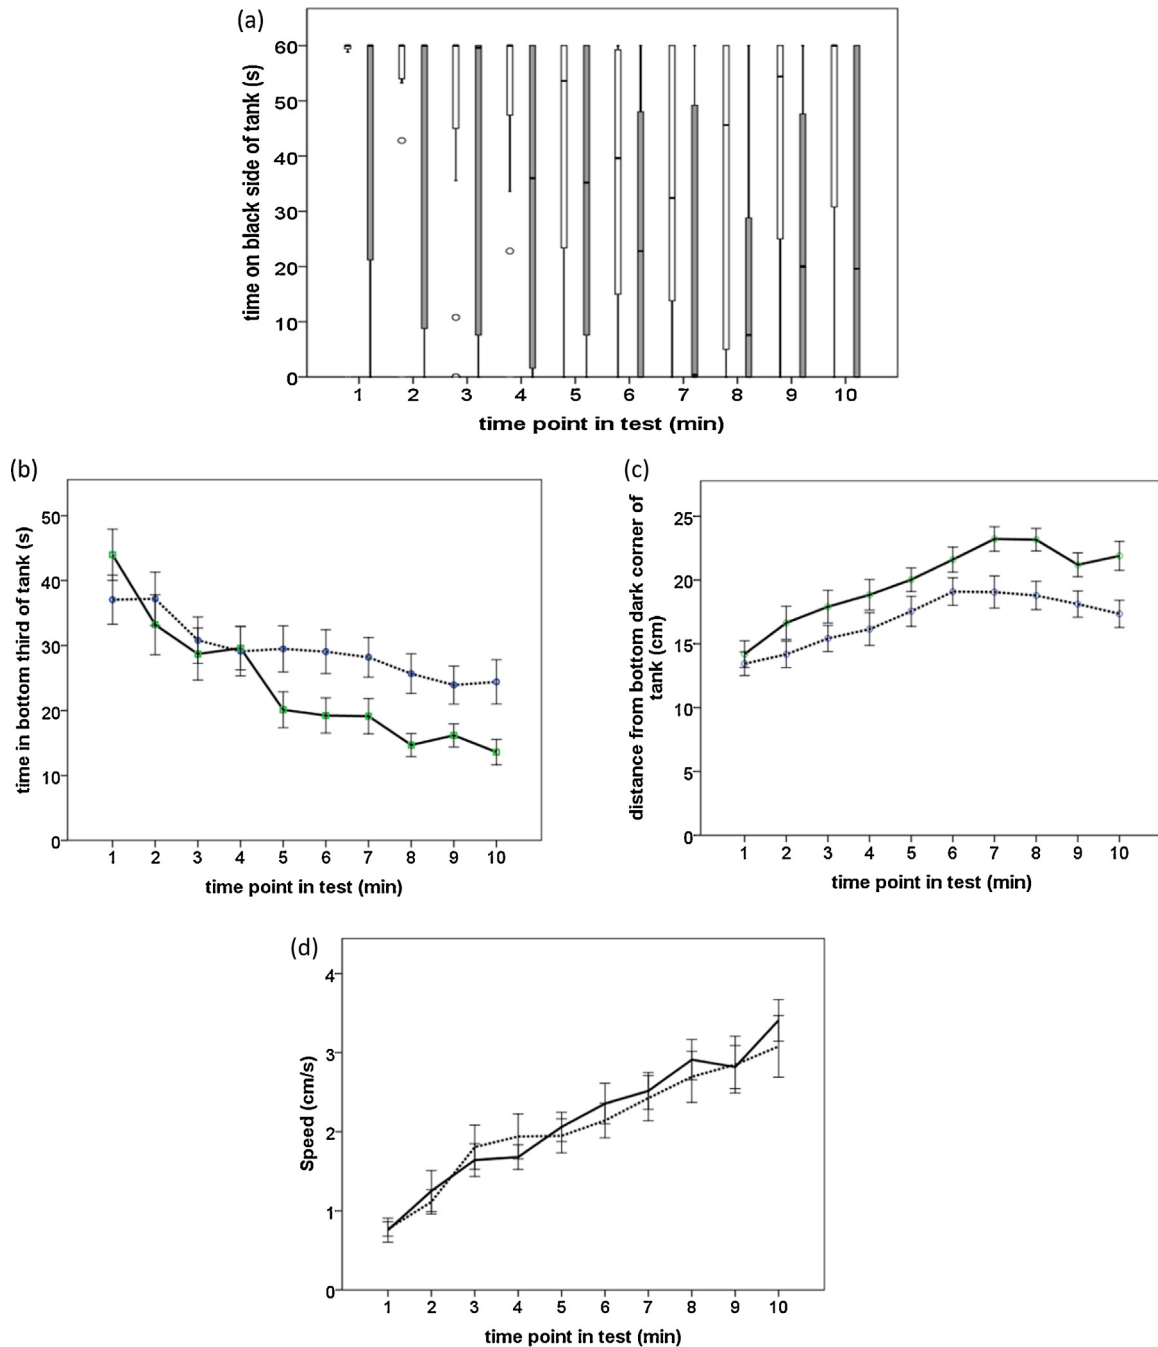 (a)
time on black side of tank (s)
60
50
40
30
20
10
0
1 2 3 4 5 6 7 8 9 10
time point in test (min)
(b)
time in bottom third of tank (s)
50
40
30
20
10
0
1 2 3 4 5 6 7 8 9 10
time point in test (min)
(c)
distance from bottom dark corner of
tank (cm)
25
20
15
10
5
0
1 2 3 4 5 6 7 8 9 10
time point in test (min)
(d)
Speed (cm/s)
4
3
2
1
0
1 2 3 4 5 6 7 8 9 10
time point in test (min)